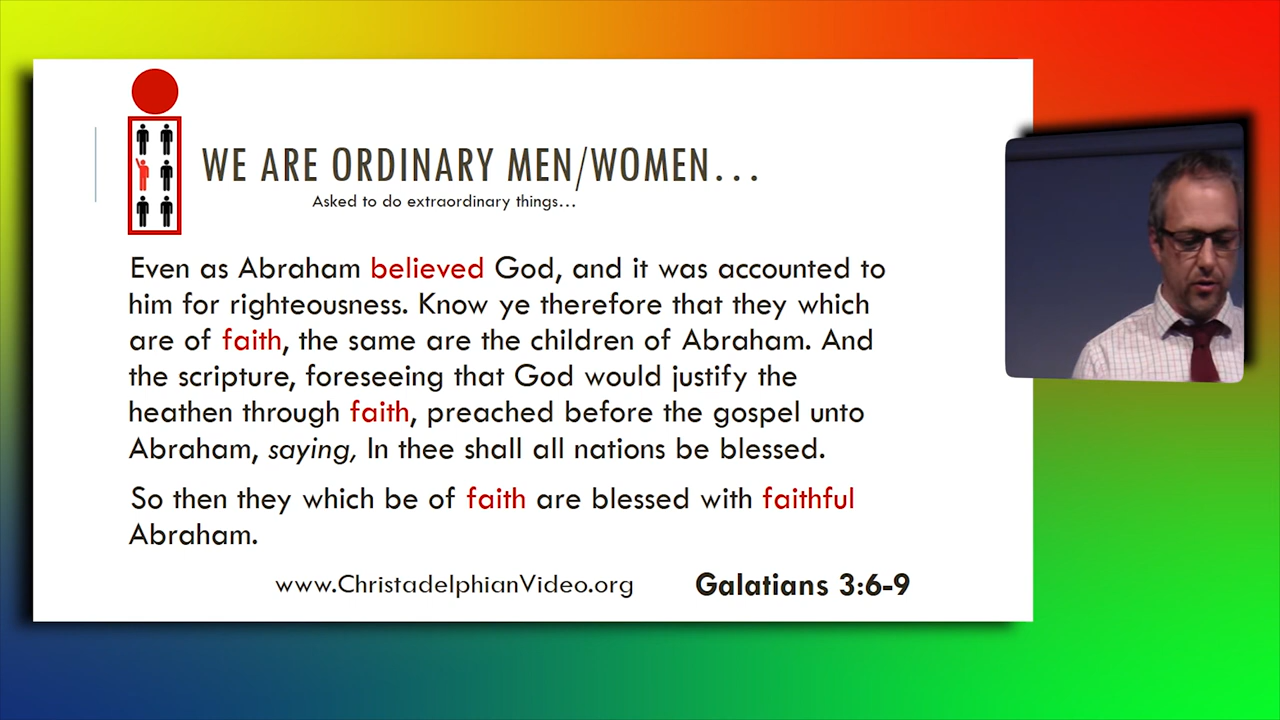 WE ARE ORDINARY MEN/WOMEN...
Asked to do extraordinary things...
Even as Abraham believed God, and it was accounted to
him for righteousness. Know ye therefore that they which
are of faith, the same are the children of Abraham. And
the scripture, foreseeing that God would justify the
heathen through faith, preached before the gospel unto
Abraham, saying, In thee shall all nations be blessed.
So then they which be of faith are blessed with faithful
Abraham.
www.ChristadelphianVideo.org
Galatians 3:6-9